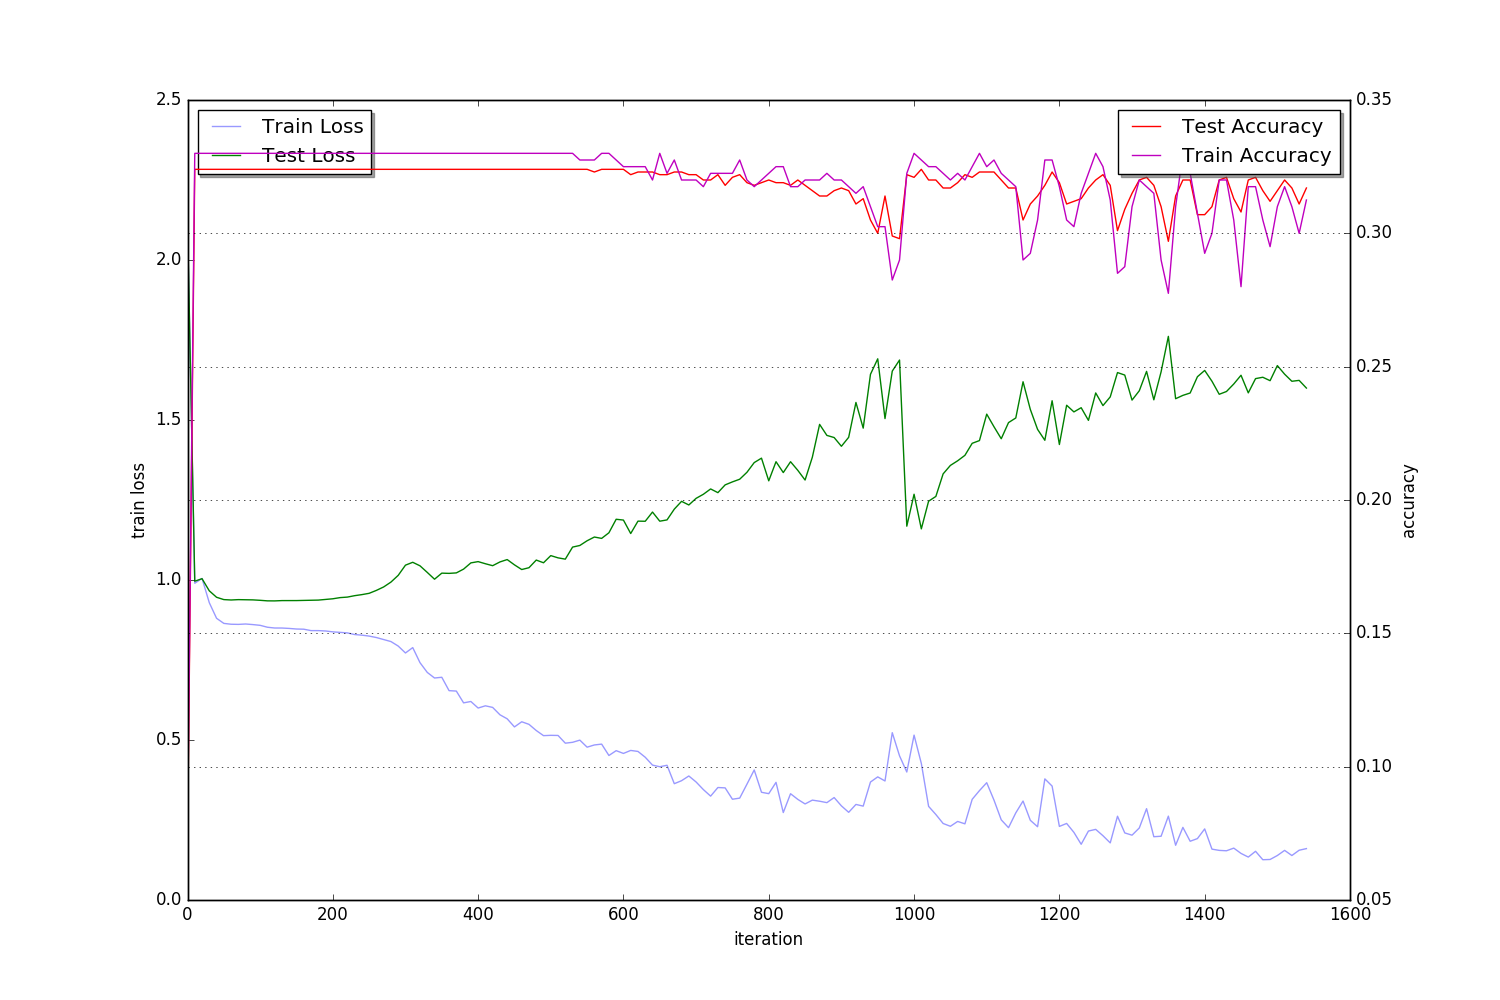 2.5
2.0
1.5
1.0
0.5
0.0
train loss
Train Loss
Test Loss
Test Accuracy
Train Accuracy
0.35
0.30
0.25
0.20
0.15
0.10
0.05
accuracy
0 200 400 600 800 1000 1200 1400 1600
iteration